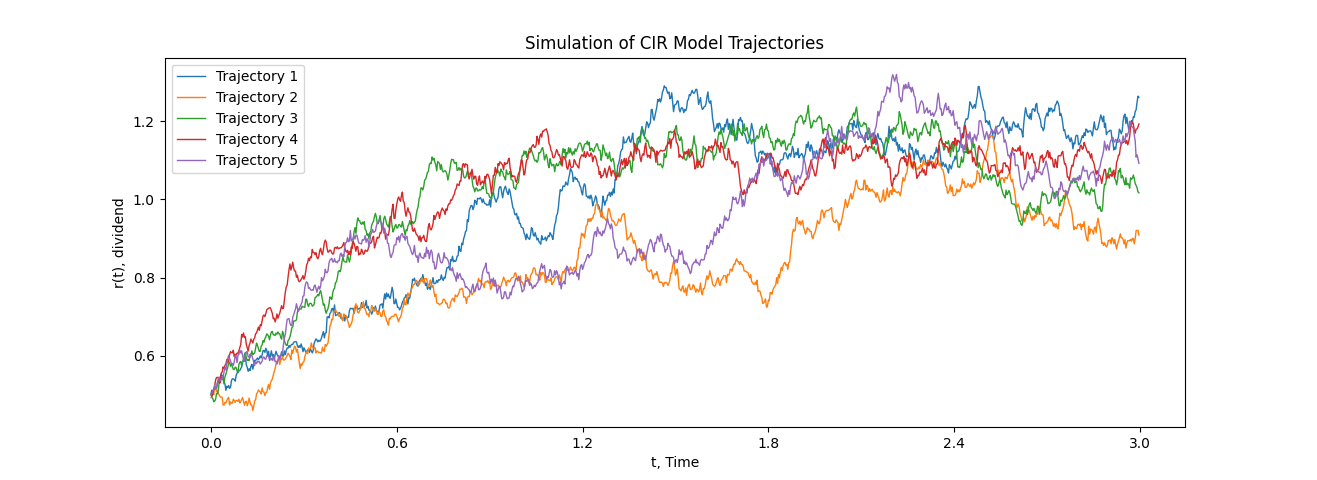 Simulation of CIR Model Trajectories
Trajectory 1
Trajectory 2
Trajectory 3
Trajectory 4
Trajectory 5
r(t), dividend
1.2
1.0
0.8
0.6
0.0 0.6 1.2 1.8 2.4 3.0
t, Time